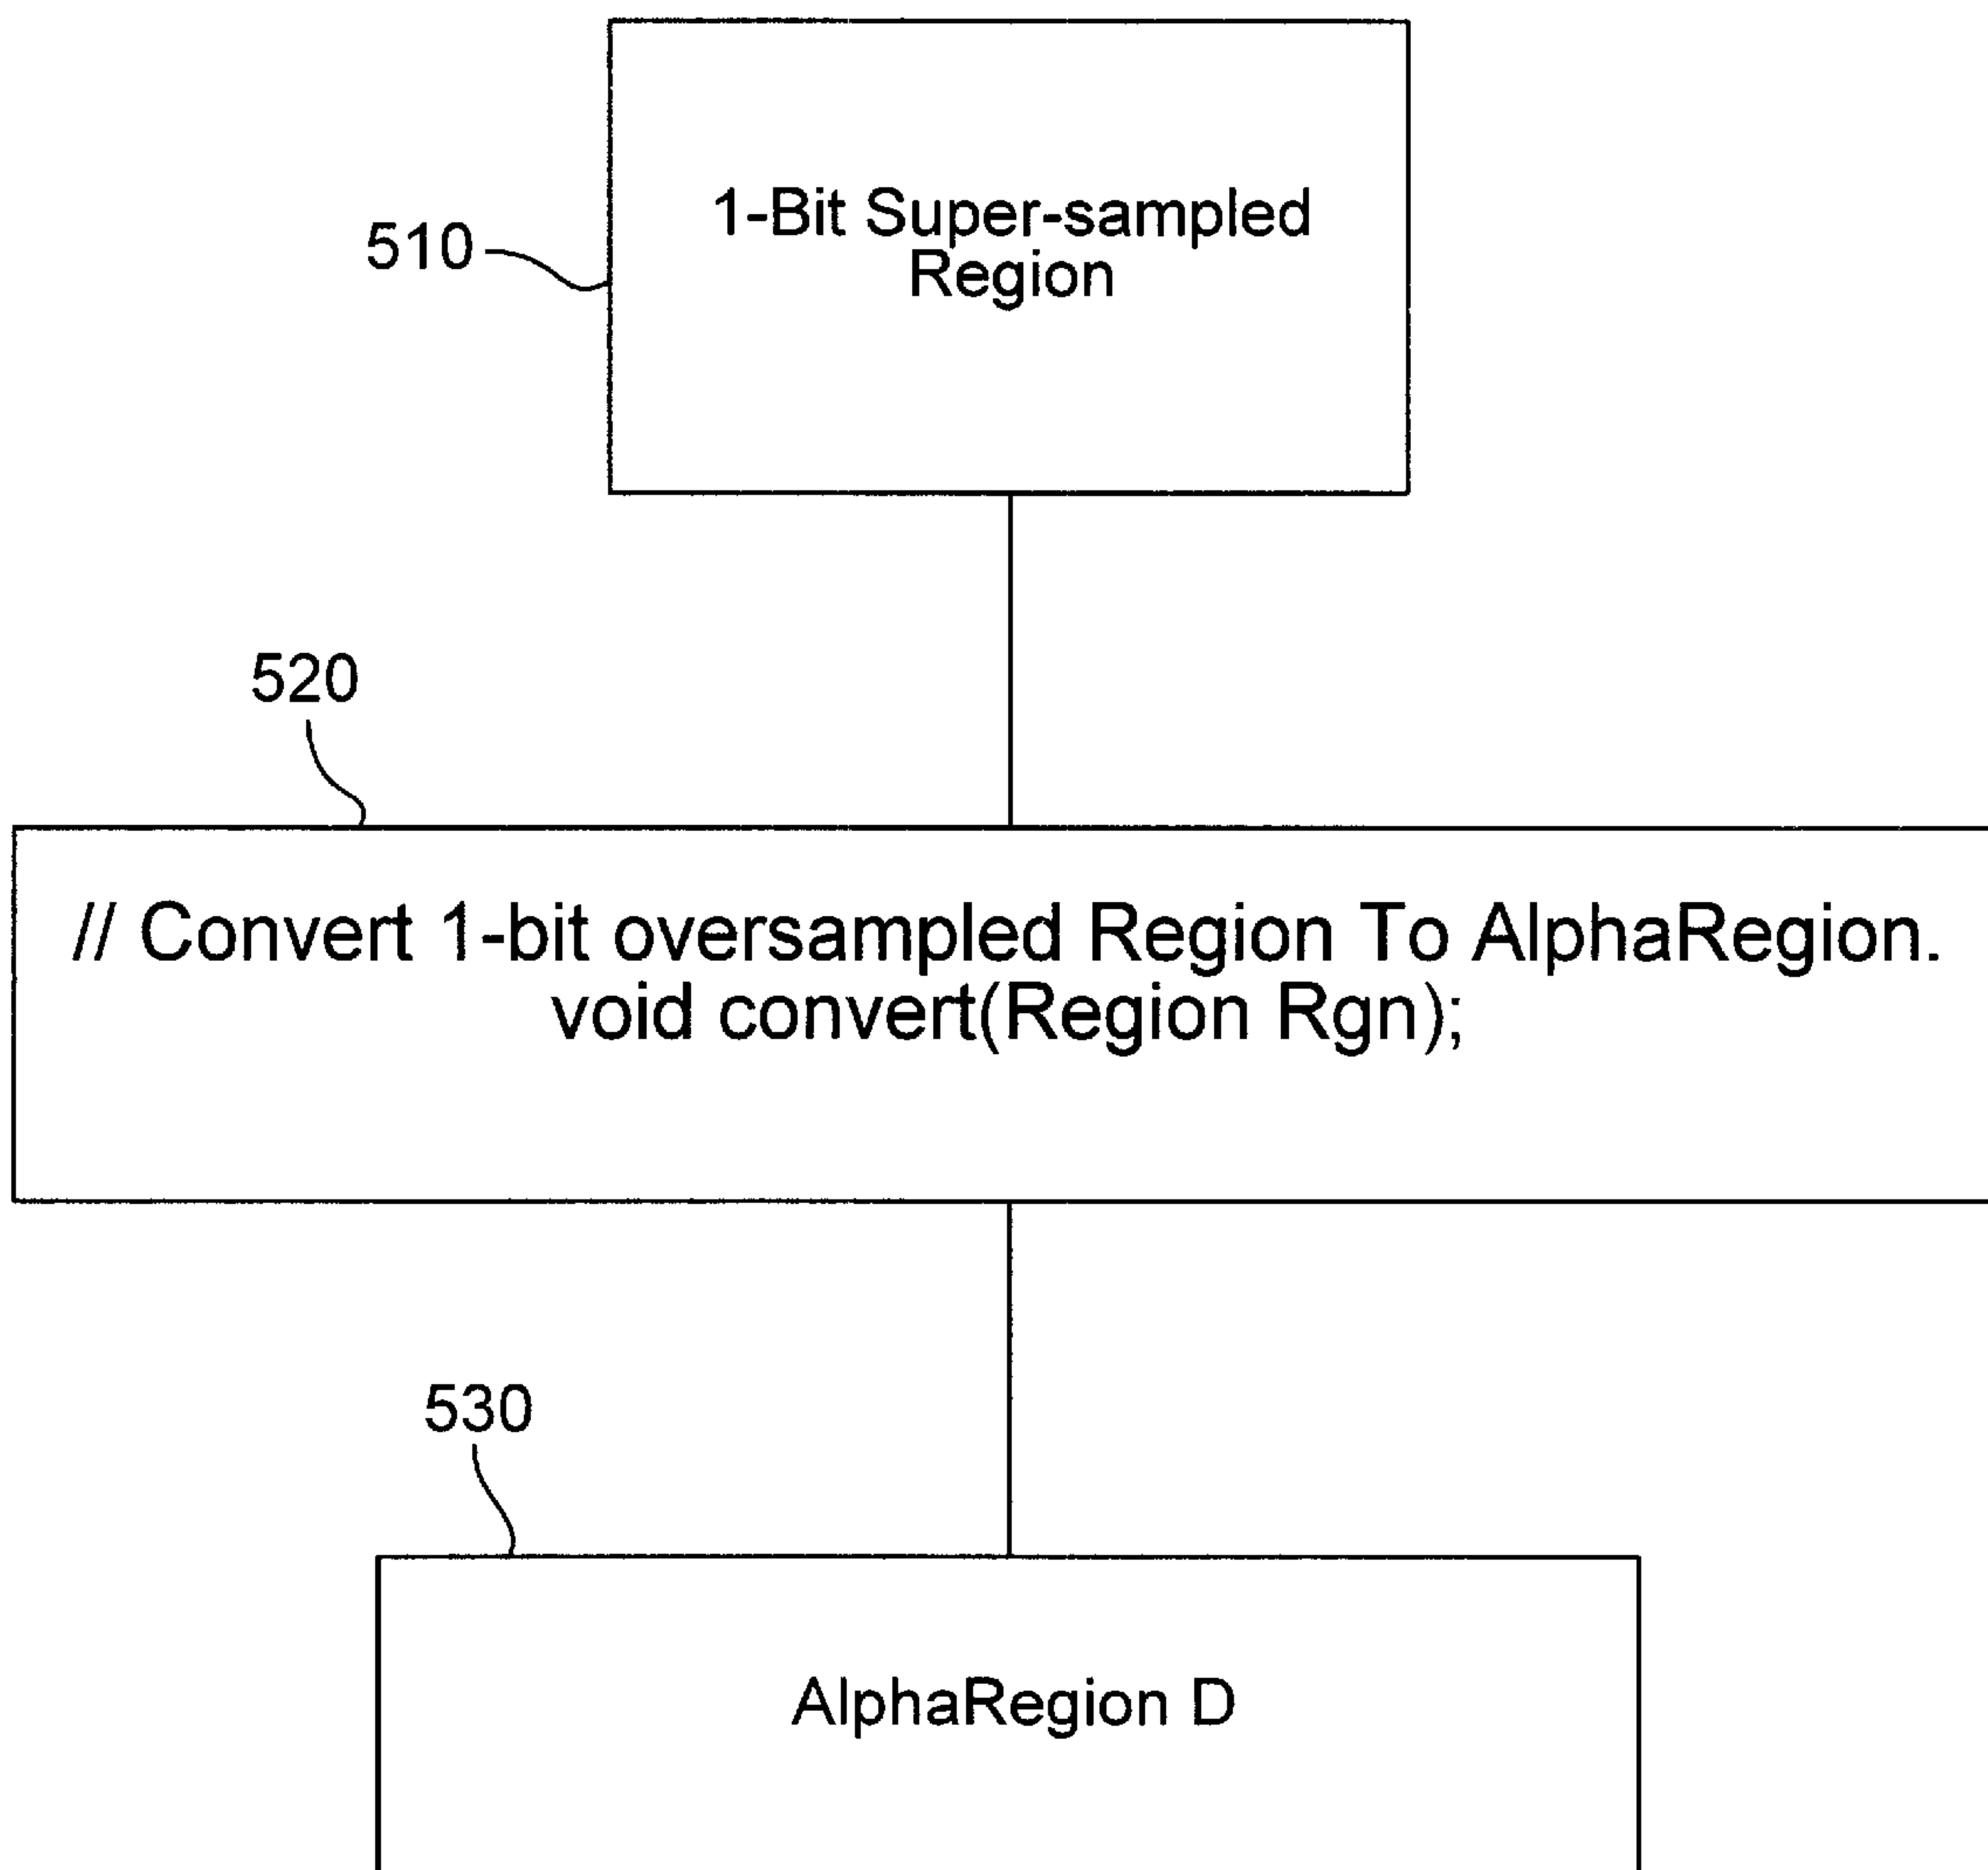 510
1-Bit Super-sampled
Region
520
// Convert 1-bit oversampled Region To AlphaRegion.
void convert(Region Rgn);
530
AlphaRegion D